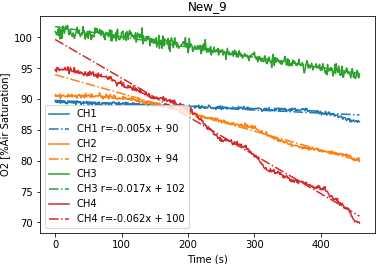 New_9
O2 [%Air Saturation]
100
95
90
85
80
75
70
CH1
CH1 r=-0.005x + 90
CH2
CH2 r=-0.030x + 94
CH3
CH3 r=-0.017x + 102
CH4
CH4 r=-0.062x + 100
0 100 200 300 400
Time (s)